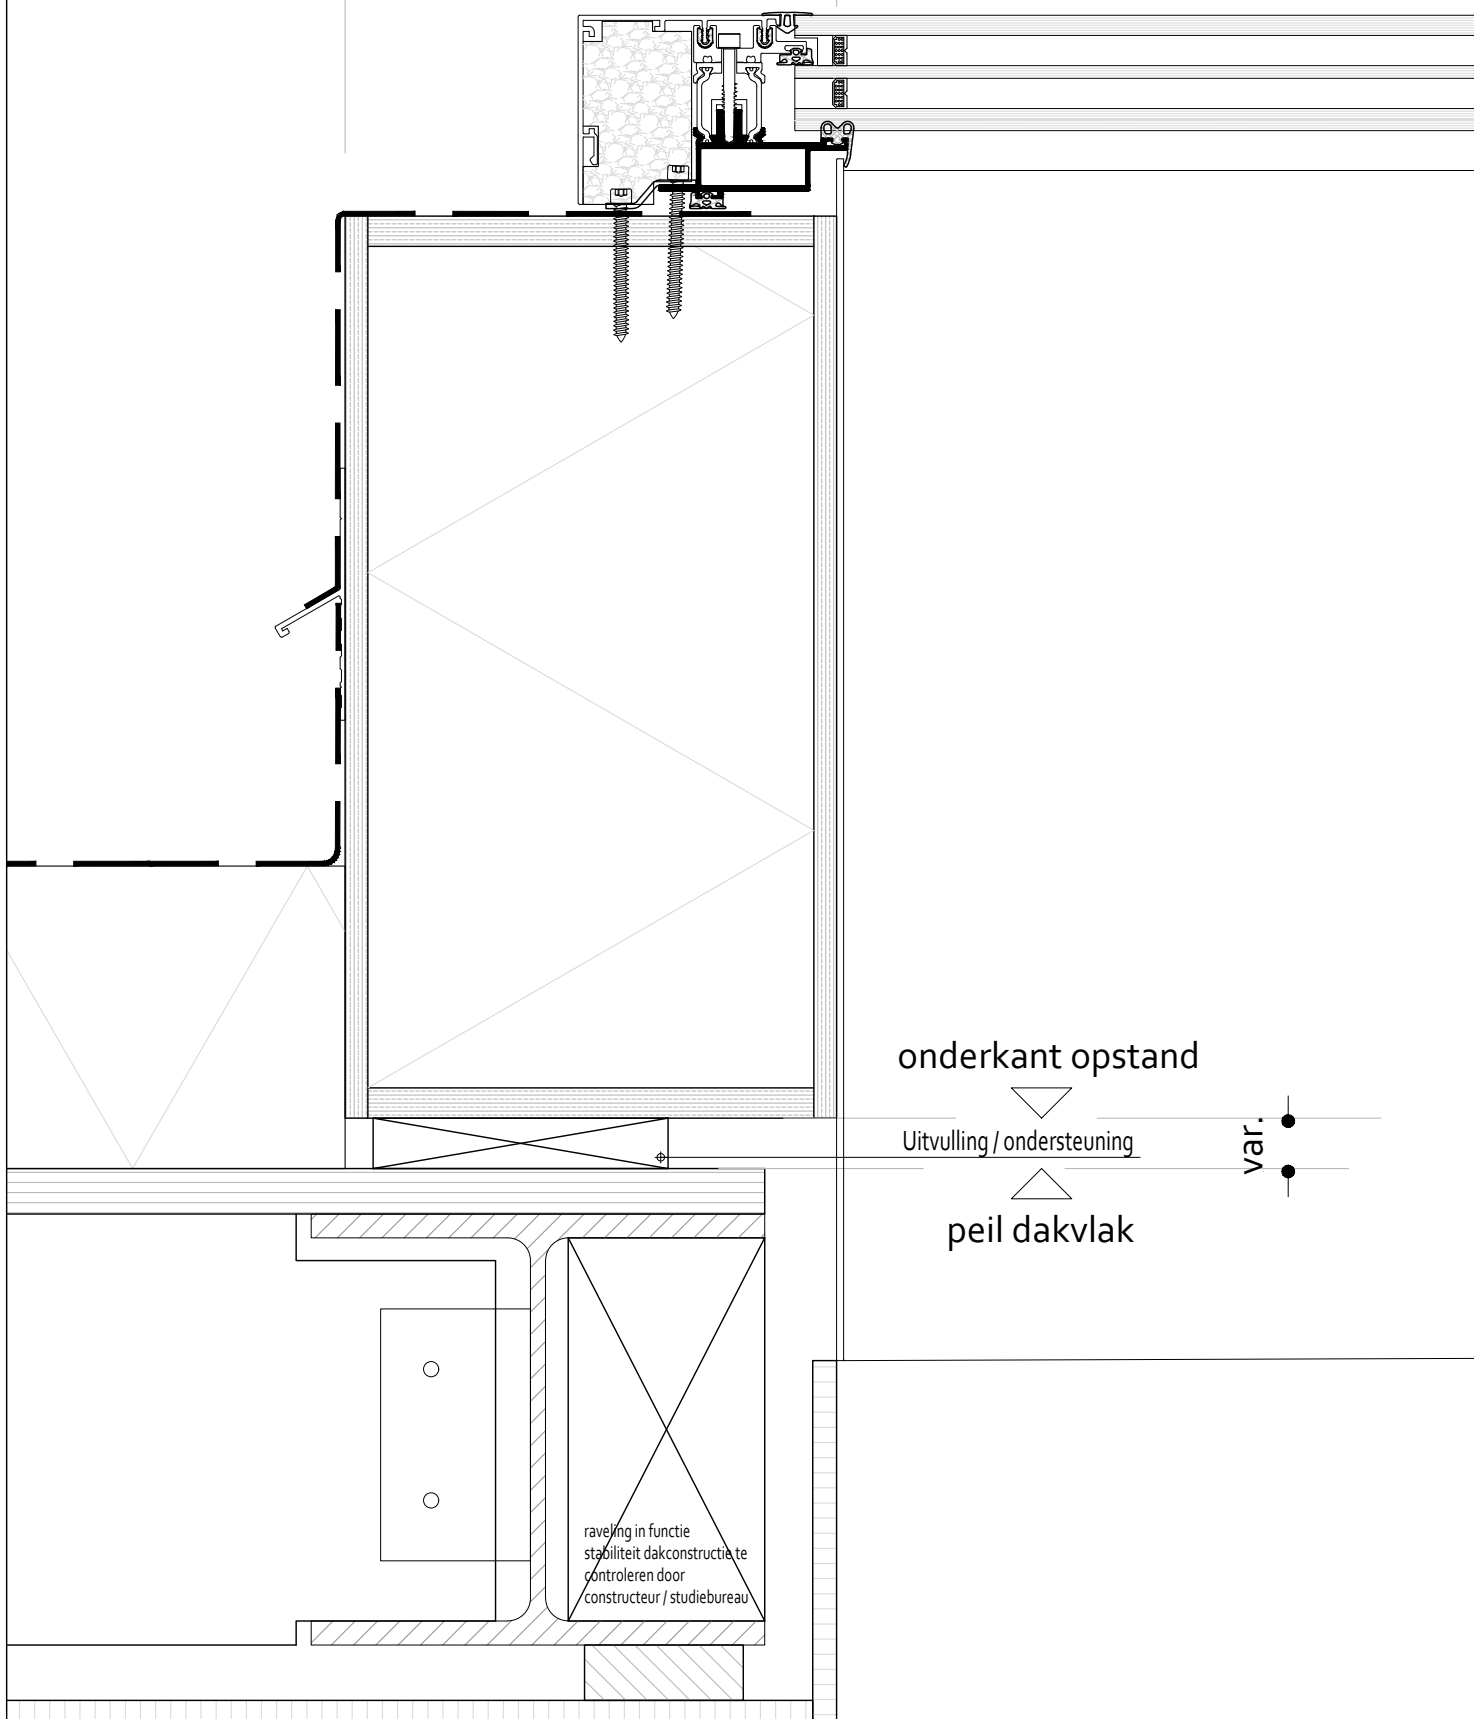 onderkant opstand
Uitvulling / ondersteuning
var.
peil dakvlak
raveling in functie
stabiliteit dakconstructie te
controleren door
constructeur / studiebureau